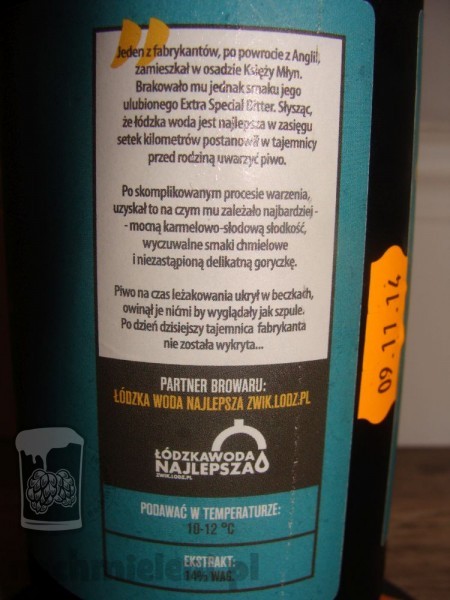 Jeden z fabrykantów, po powrocie z Anglii,
zamieszkał w osadzie Księży Młyn.
Brakowało mu jednak smaku jego
ulubionego Extra Special Bitter. Słysząc,
że łódzka woda jest najlepsza w zasięgu
setek kilometrów postanowił w tajemnicy
przed rodziną uwarzyć piwo.
Po skomplikowanym procesie warzenia,
uzyskał to na czym mu zależało najbardziej -
- mocną karmelowo-słodową słodkość,
wyczuwalne smaki chmielowe
i niezastąpioną delikatną goryczkę.
Piwo na czas leżakowania ukrył w beczkach,
owinął je nićmi by wyglądały jak szpule.
Po dzień dzisiejszy tajemnica fabrykanta
nie została wykryta...
PARTNER BROWARU:
ŁÓDZKA WODA NAJLEPSZA ZWIK.LODZ.PL
ŁÓDZKAWODA
NAJLEPSZA
ZWIK.LODZ.PL
PODAWAĆ W TEMPERATURZE:
10-12 °C
EKSTRAKT:
14% WAG.
09.11.14